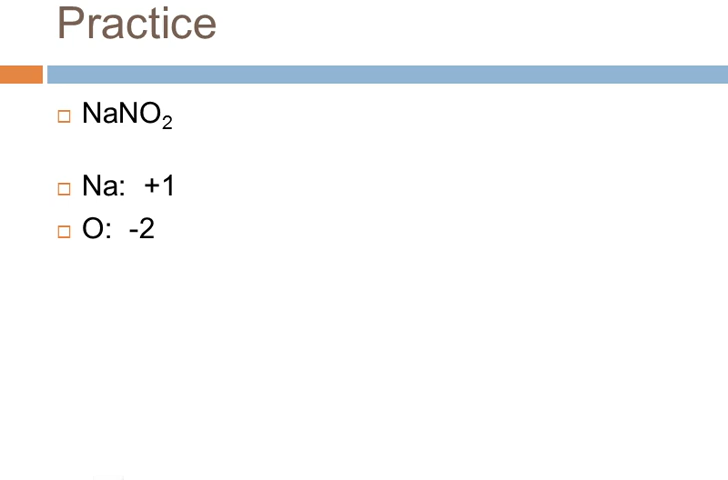 Practice
NaNO₂
Na: +1
O: -2